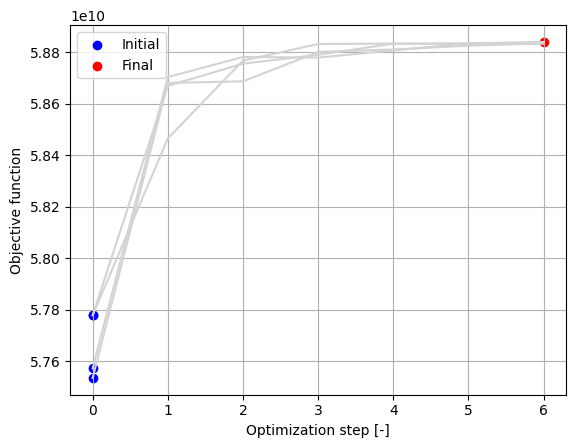 1e10
Initial
Final
5.88
5.86
5.84
5.82
5.80
5.78
5.76
Objective function
0 1 2 3 4 5 6
Optimization step [-]